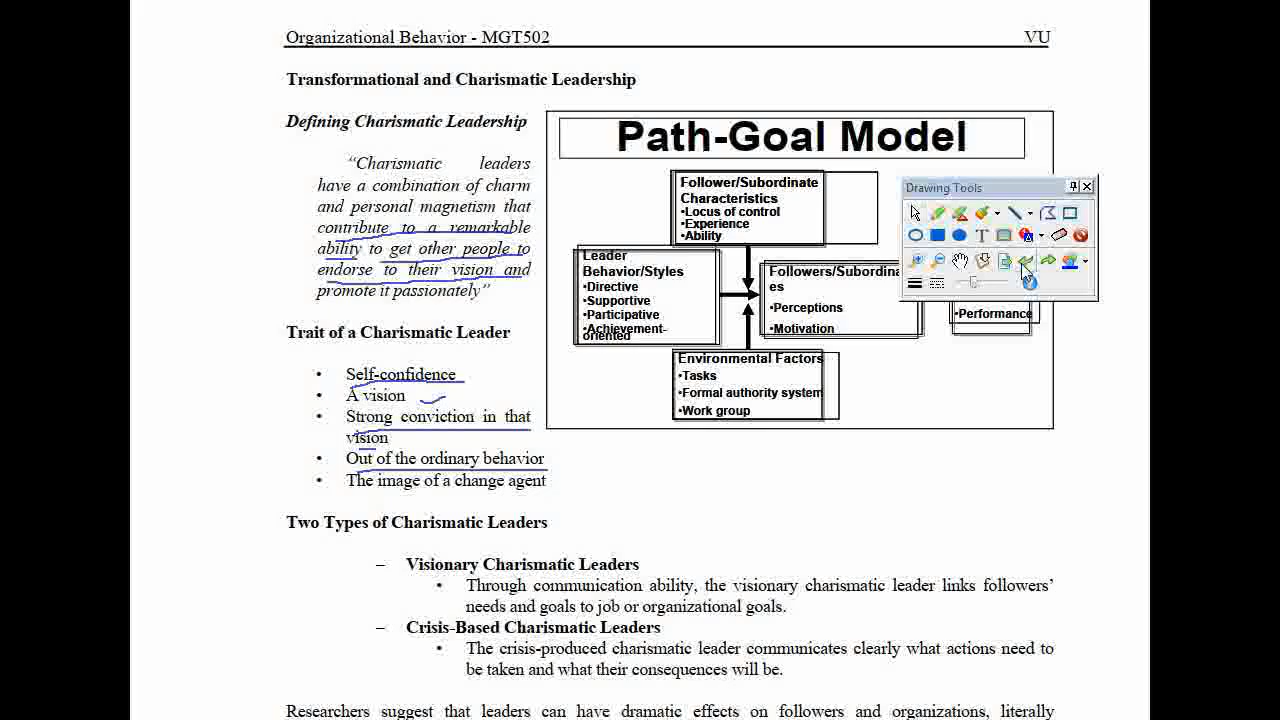 Organizational Behavior - MGT502 VU
Transformational and Charismatic Leadership
Defining Charismatic Leadership
“Charismatic leaders
have a combination of charm
and personal magnetism that
contribute to a remarkable
ability to get other people to
endorse to their vision and
promote it passionately”
Trait of a Charismatic Leader
• Self-confidence
• A vision
• Strong conviction in that
vision
• Out of the ordinary behavior
• The image of a change agent
Path-Goal Model
Follower/Subordinate
Characteristics
•Locus of control
•Experience
•Ability
Leader
Behavior/Styles
•Directive
•Supportive
•Participative
•Achievement-
oriented
Followers/Subordina
es
•Perceptions
•Motivation
Drawing Tools
•Performance
Environmental Factors
•Tasks
•Formal authority system
•Work group
Two Types of Charismatic Leaders
– Visionary Charismatic Leaders
• Through communication ability, the visionary charismatic leader links followers’
needs and goals to job or organizational goals.
– Crisis-Based Charismatic Leaders
• The crisis-produced charismatic leader communicates clearly what actions need to
be taken and what their consequences will be.
Researchers suggest that leaders can have dramatic effects on followers and organizations, literally